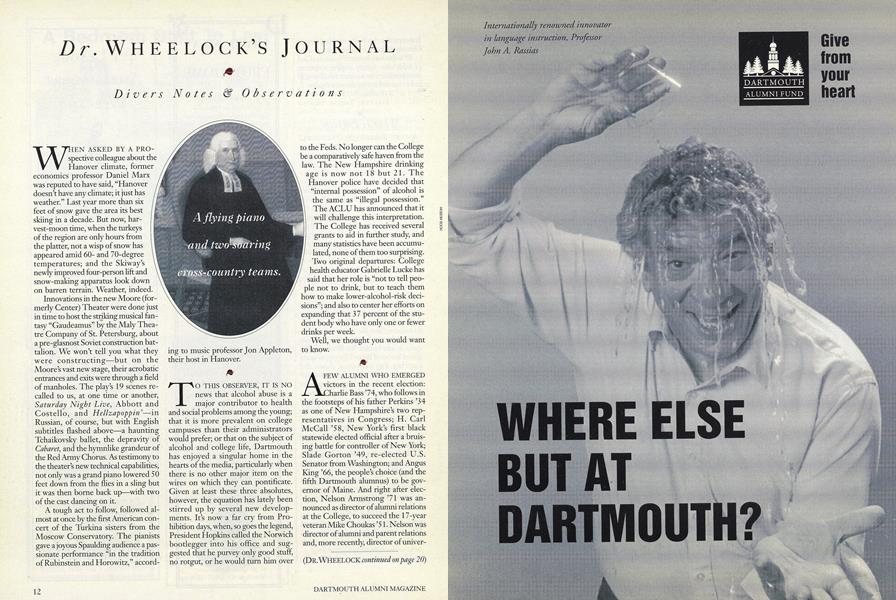 Dr. WHEELOCK'S JOURNAL
Divers Notes & Observations
WHEN ASKED BY A PRO-
spective colleague about the
Hanover climate, former
economics professor Daniel Marx
was reputed to have said, "Hanover
doesn't have any climate; it just has
weather." Last year more than six
feet of snow gave the area its best
skiing in a decade. But now, har-
vest-moon time, when the turkeys
of the region are only hours from
the platter, not a wisp of snow has
appeared amid 60- and 70-degree
temperatures; and the Skiway's
newly improved four-person lift and
snow-making apparatus look down
on barren terrain. Weather, indeed.
Innovations in the new Moore (for-
merly Center) Theater were done just
in time to host the striking musical fan-
tasy "Gaudeamus" by the Maly Thea-
tre Company of St. Petersburg, about
a pre-glasnost Soviet construction bat-
talion. We won't tell you what they
were constructing—but on the
Moore's vast new stage, their acrobatic
entrances and exits were through a field
of manholes. The play's 19 scenes re-
called to us, at one time or another,
Saturday Night Live, Abbott and
Costello, and Hellzapoppin'—in
Russian, of course, but with English
subtitles flashed above—a haunting
Tchaikovsky ballet, the depravity of
Cabaret, and the hymnlike grandeur of
the Red Army Chorus. As testimony to
the theater's new technical capabilities,
not only was a grand piano lowered 50
feet down from the flies in a sling but
it was then borne back up—with two
of the cast dancing on it.
A tough act to follow, followed al-
most at once by the first American con-
cert of the Turkina sisters from the
Moscow Conservatory. The pianists
gave a joyous Spaulding audience a pas-
sionate performance "in the tradition
of Rubinstein and Horowitz," accord-
A flying piano
and two soaring
cross-country teams.
ing to music professor Jon Appleton,
their host in Hanover.
TO THIS OBSERVER, IT IS NO
news that alcohol abuse is a
major contributor to health
and social problems among the young;
that it is more prevalent on college
campuses than their administrators
would prefer; or that on the subject of
alcohol and college life, Dartmouth
has enjoyed a singular home in the
hearts of the media, particularly when
there is no other major item on the
wires on which they can pontificate.
Given at least these three absolutes,
however, the equation has lately been
stirred up by several new develop-
ments. It's now a far cry from Pro-
hibition days, when, so goes the legend,
President Hopkins called the Norwich
bootlegger into his office and sug-
gested that he purvey only good stuff,
no rotgut, or he would turn him over
to the Feds. No longer can the College
be a comparatively safe haven from the
law. The New Hampshire drinking
age is now not 18 but 21. The
Hanover police have decided that
"internal possession" of alcohol is
the same as "illegal possession."
The ACLU has announced that it
will challenge this interpretation.
The College has received several
grants to aid in further study, and
many statistics have been accumu-
lated, none of them too surprising.
Two original departures: College
health educator Gabrielle Lucke has
said that her role is "not to tell peo-
ple not to drink, but to teach them
how to make lower-alcohol-risk deci-
sions"; and also to center her efforts on
expanding that 37 percent of the stu-
dent body who have only one or fewer
drinks per week.
Well, we thought you would want
to know.
A FEW ALUMNI WHO EMERGED
victors in the recent election:
Charlie Bass '74, who follows in
the footsteps of his father Perkins '34
as one of New Hampshire's two rep-
resentatives in Congress; H. Carl
McCall '58, New York's first black
statewide elected official after a bruis-
ing battle for controller of New York;
Slade Gorton '49, re-elected U.S.
Senator from Washington; and Angus
King '66, the people's choice (and the
fifth Dartmouth alumnus) to be gov-
ernor of Maine. And right after elec-
tion, Nelson Armstrong '71 was an-
nounced as director of alumni relations
at the College, to succeed the 17-year
veteran Mike Choukas '51. Nelson was
director of alumni and parent relations
and, more recently, director of univer-
(DR. WHEELOCK continued on page 20)
12
DARTMOUTH ALUMNI MAGAZINE
Internationally renowned innovator
in language instruction, Professor
John A. Rassias
DARTMOUTH
ALUMNI FUND
Give
from
your
heart
WHERE ELSE
BUT AT
DARTMOUTH?